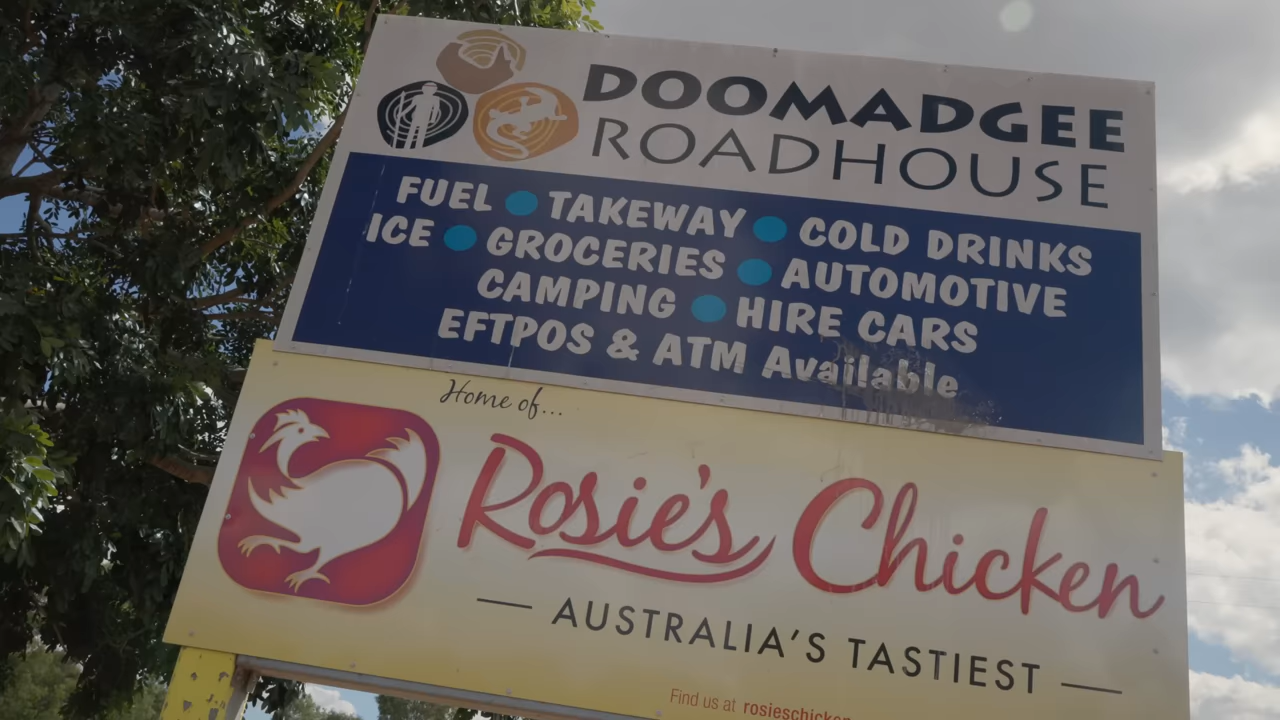 DOOMADGEE
ROADHOUSE
FUEL ● TAKEWAY ● COLD DRINKS
ICE ● GROCERIES ● AUTOMOTIVE
CAMPING ● HIRE CARS
EFTPOS & ATM Available
Home of...
Rosie's Chicken
— AUSTRALIA'S TASTIEST —
Find us at rosieschicken